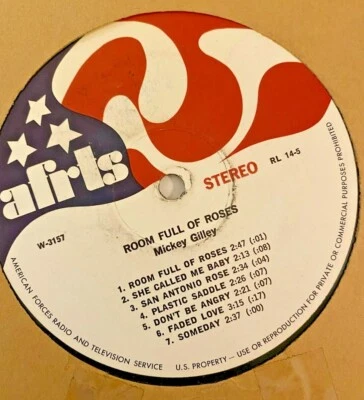 afrts
STEREO
W-3157
RL 14-5
ROOM FULL OF ROSES
Mickey Gilley
1. ROOM FULL OF ROSES 2:47 (:01)
2. SHE CALLED ME BABY 2:13 (:08)
3. SAN ANTONIO ROSE 2:34 (:04)
4. PLASTIC SADDLE 2:26 (:07)
5. DON'T BE ANGRY 2:21 (:07)
6. FADED LOVE 3:15 (:17)
7. SOMEDAY 2:37 (:00)
AMERICAN FORCES RADIO AND TELEVISION SERVICE U.S. PROPERTY — USE OR REPRODUCTION FOR PRIVATE OR COMMERCIAL PURPOSES PROHIBITED